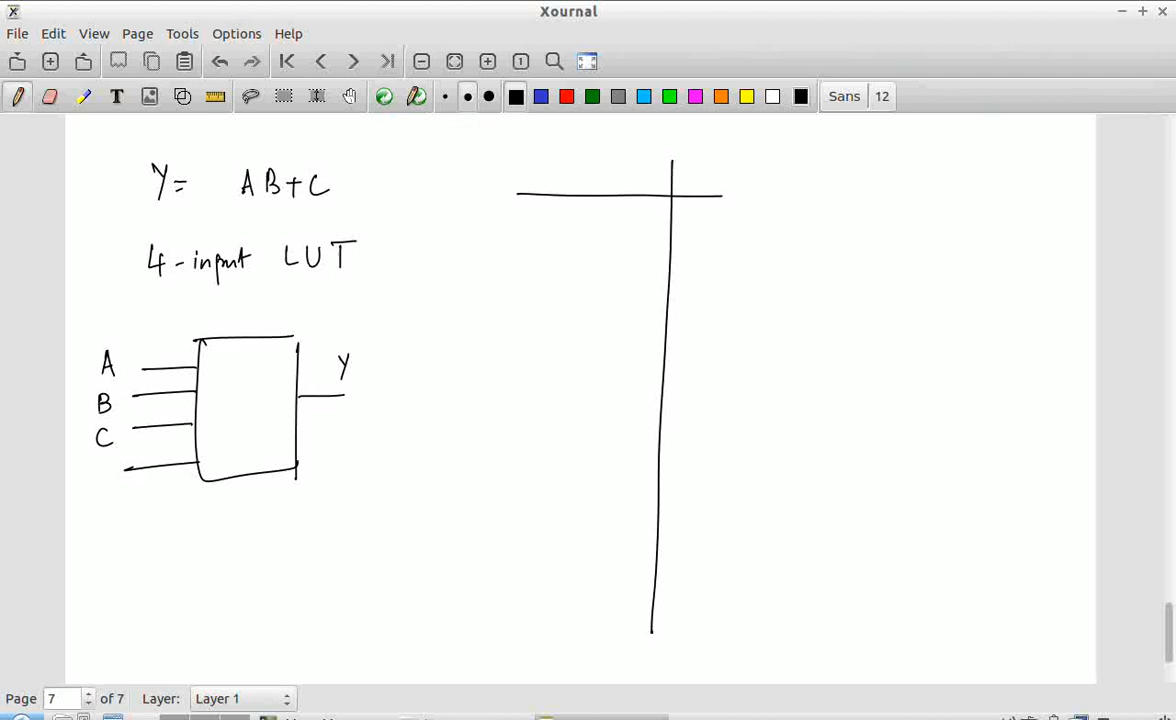 Xournal
File Edit View Page Tools Options Help
T Sans 12
Y = AB+C
4-input LUT
A
Y
B
C
Page 7 of 7 Layer: Layer 1